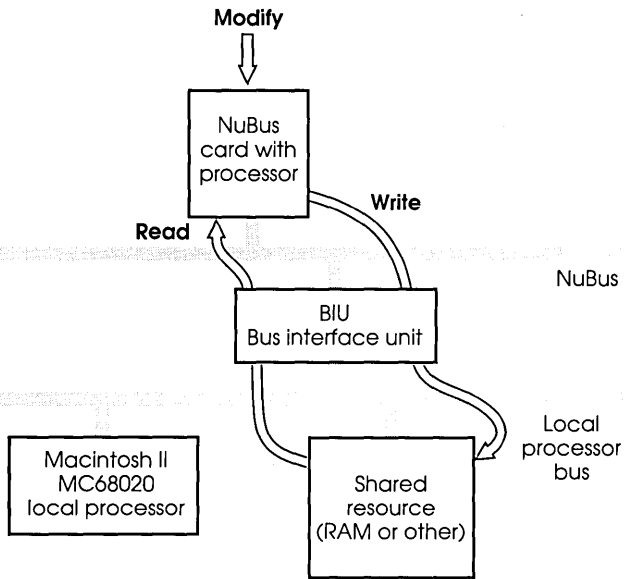 Modify
NuBus
card with
processor
Write
Read
NuBus
BIU
Bus interface unit
Local
processor
bus
Macintosh II
MC68020
local processor
Shared
resource
(RAM or other)